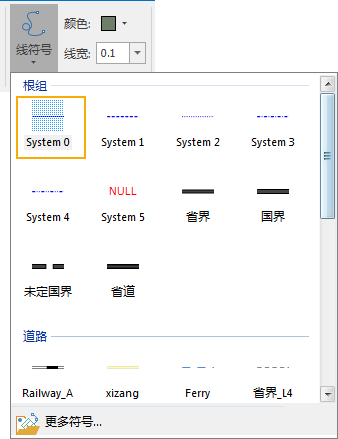 线符号
颜色:
线宽: 0.1
根组
System 0 System 1 System 2 System 3
NULL
System 4 System 5 省界 国界
未定国界 省道
道路
Railway_A xizang Ferry 省界_L4
更多符号...